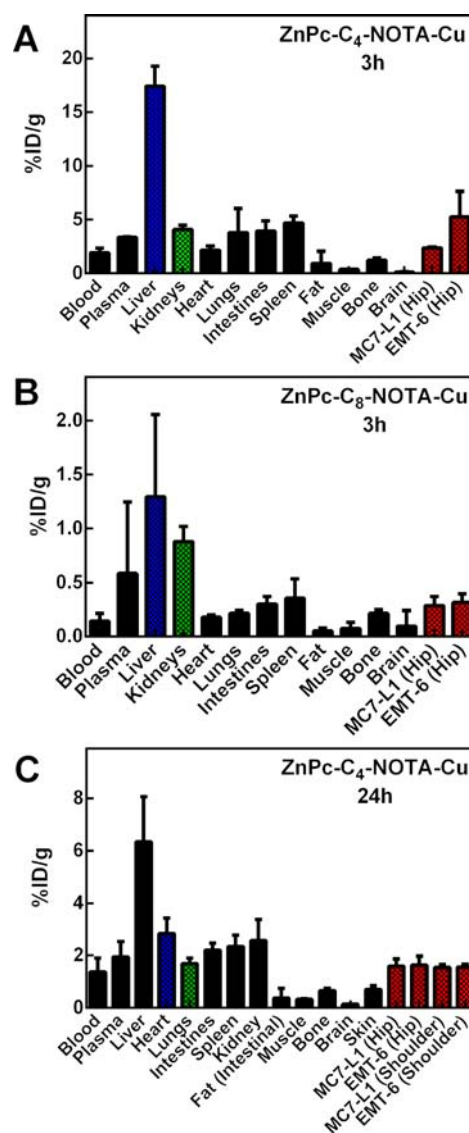 A
ZnPc-C₄-NOTA-Cu
3h
%ID/g
20
15
10
5
0
Blood
Plasma
Liver
Kidneys
Heart
Lungs
Intestines
Spleen
Fat
Muscle
Bone
Brain
MC7-L1 (Hip)
EMT-6 (Hip)
B
ZnPc-C₈-NOTA-Cu
3h
%ID/g
2.0
1.5
1.0
0.5
0.0
Blood
Plasma
Liver
Kidneys
Heart
Lungs
Intestines
Spleen
Fat
Muscle
Bone
Brain
MC7-L1 (Hip)
EMT-6 (Hip)
C
ZnPc-C₄-NOTA-Cu
24h
%ID/g
8
6
4
2
0
Blood
Plasma
Liver
Heart
Lungs
Intestines
Spleen
Kidney
Fat (Intestinal)
Muscle
Bone
Brain
Skin
MC7-L1 (Hip)
EMT-6 (Hip)
MC7-L1 (Shoulder)
EMT-6 (Shoulder)